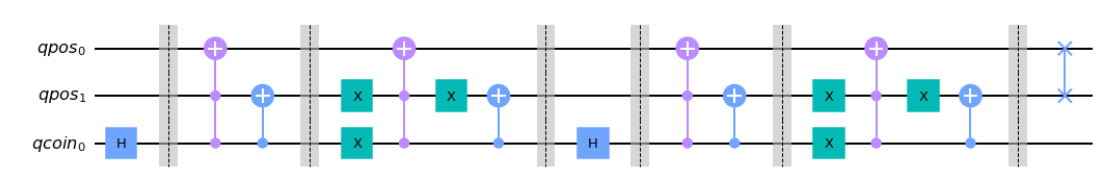 qpos₀
qpos₁ X X X X
qcoin₀ H X H X